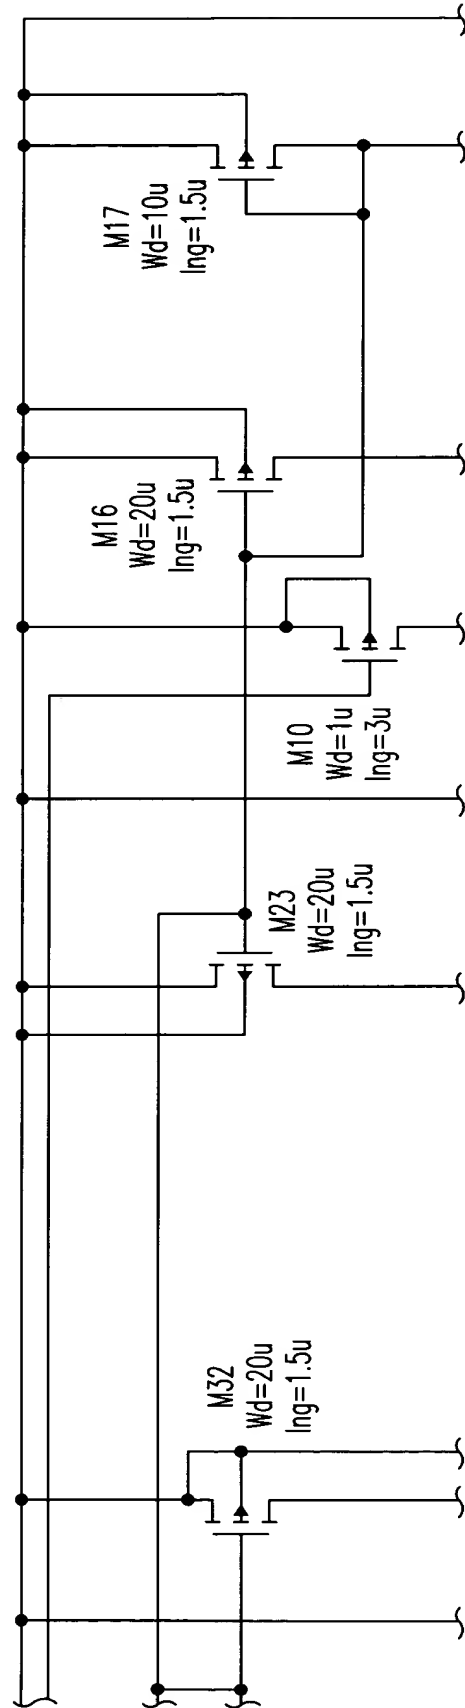 M17
Wd=10u
lng=1.5u
M16
Wd=20u
lng=1.5u
M10
Wd=1u
lng=3u
M23
Wd=20u
lng=1.5u
M32
Wd=20u
lng=1.5u